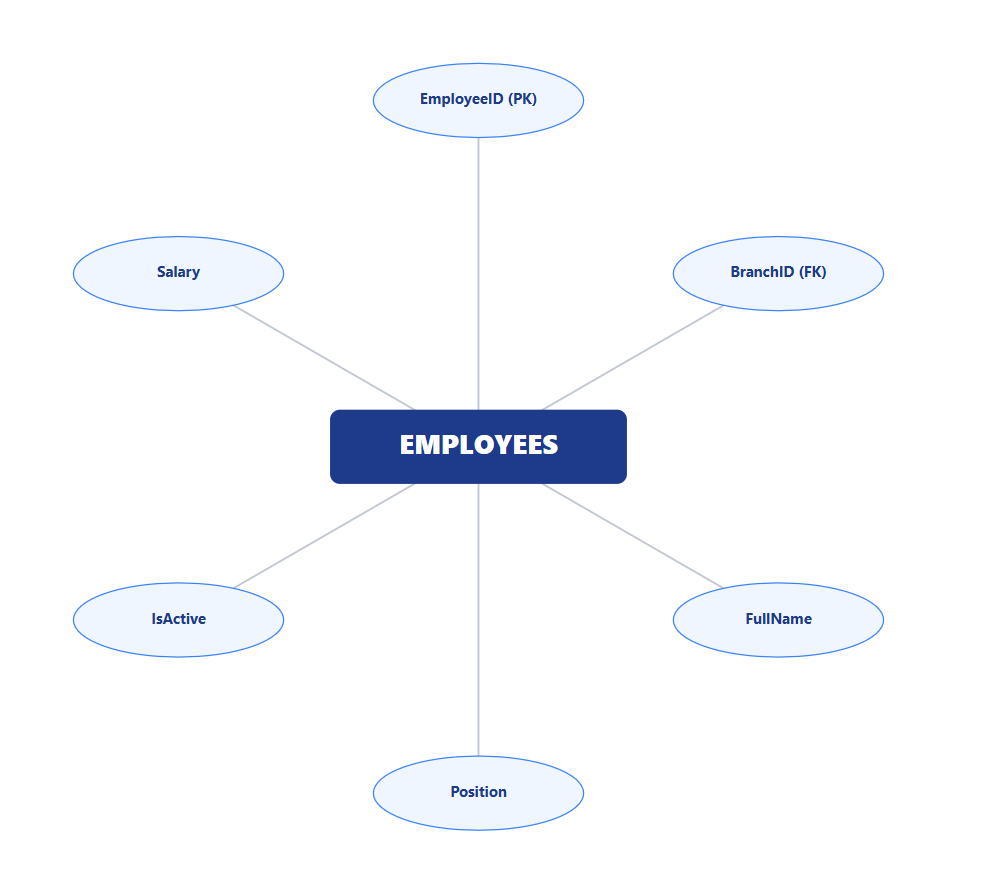 EmployeeID (PK)
Salary
BranchID (FK)
EMPLOYEES
IsActive
FullName
Position